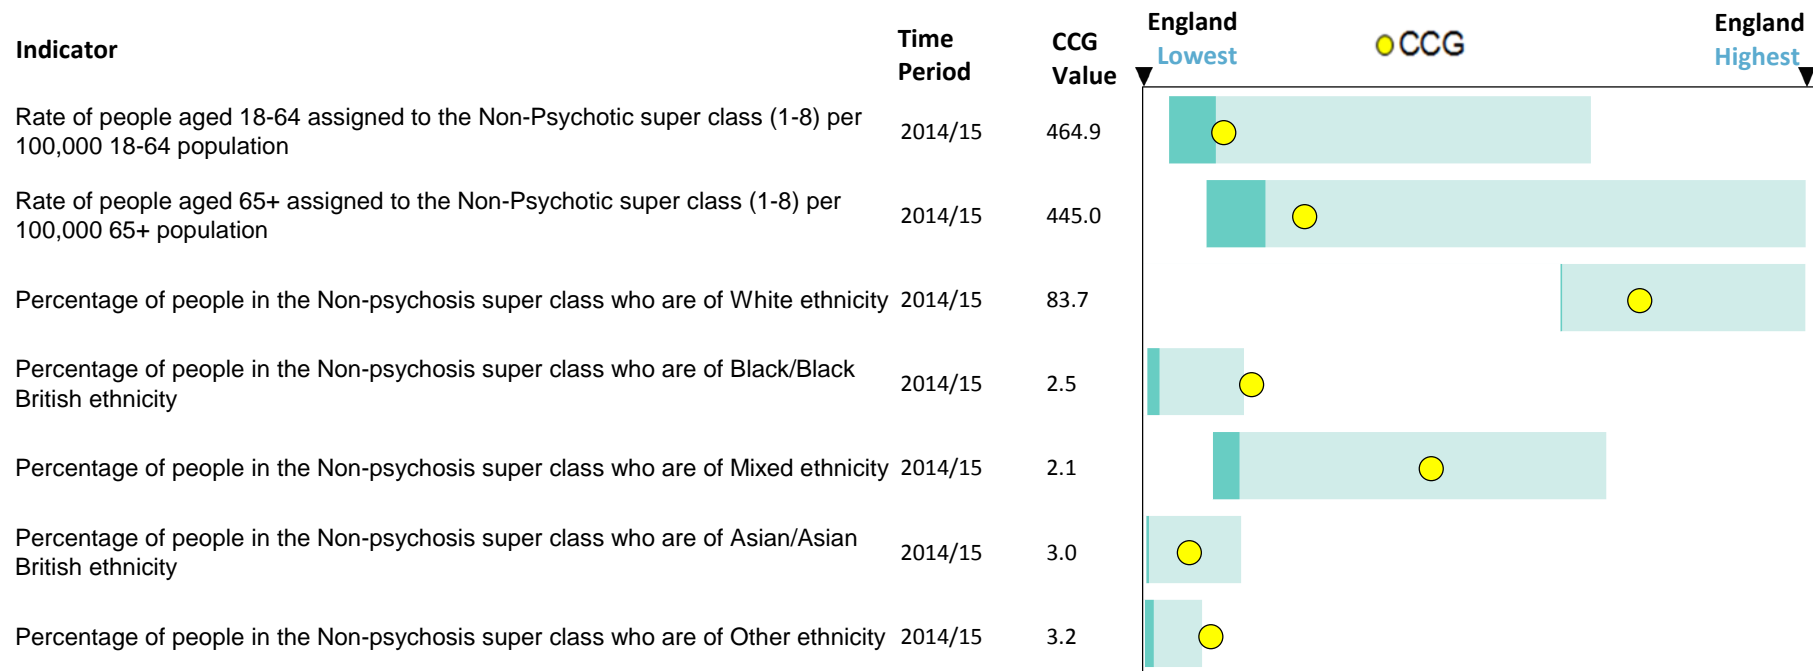 Indicator
Time
Period
CCG
Value
England
Lowest
CCG
England
Highest
Rate of people aged 18-64 assigned to the Non-Psychotic super class (1-8) per
100,000 18-64 population
2014/15
464.9
Rate of people aged 65+ assigned to the Non-Psychotic super class (1-8) per
100,000 65+ population
2014/15
445.0
Percentage of people in the Non-psychosis super class who are of White ethnicity
2014/15
83.7
Percentage of people in the Non-psychosis super class who are of Black/Black
British ethnicity
2014/15
2.5
Percentage of people in the Non-psychosis super class who are of Mixed ethnicity
2014/15
2.1
Percentage of people in the Non-psychosis super class who are of Asian/Asian
British ethnicity
2014/15
3.0
Percentage of people in the Non-psychosis super class who are of Other ethnicity
2014/15
3.2